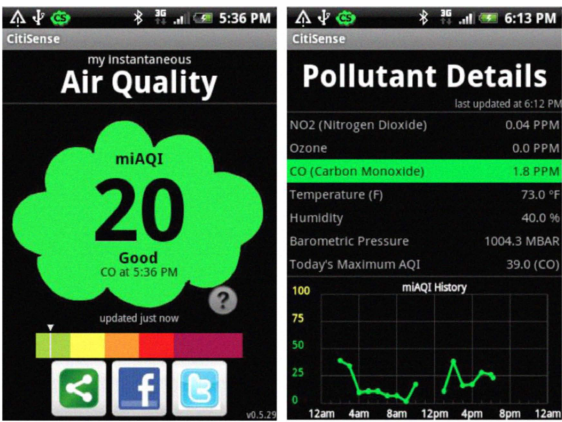 3G
5:36 PM
CitiSense
my instantaneous
Air Quality
miAQI
20
Good
CO at 5:36 PM
?
updated just now
v0.5.29
3G
6:13 PM
CitiSense
Pollutant Details
last updated at 6:12 PM
NO2 (Nitrogen Dioxide) 0.04 PPM
Ozone 0.0 PPM
CO (Carbon Monoxide) 1.8 PPM
Temperature (F) 73.0 °F
Humidity 40.0 %
Barometric Pressure 1004.3 MBAR
Today's Maximum AQI 39.0 (CO)
miAQI History
100
75
50
25
0
12am 4am 8am 12pm 4pm 8pm 12am